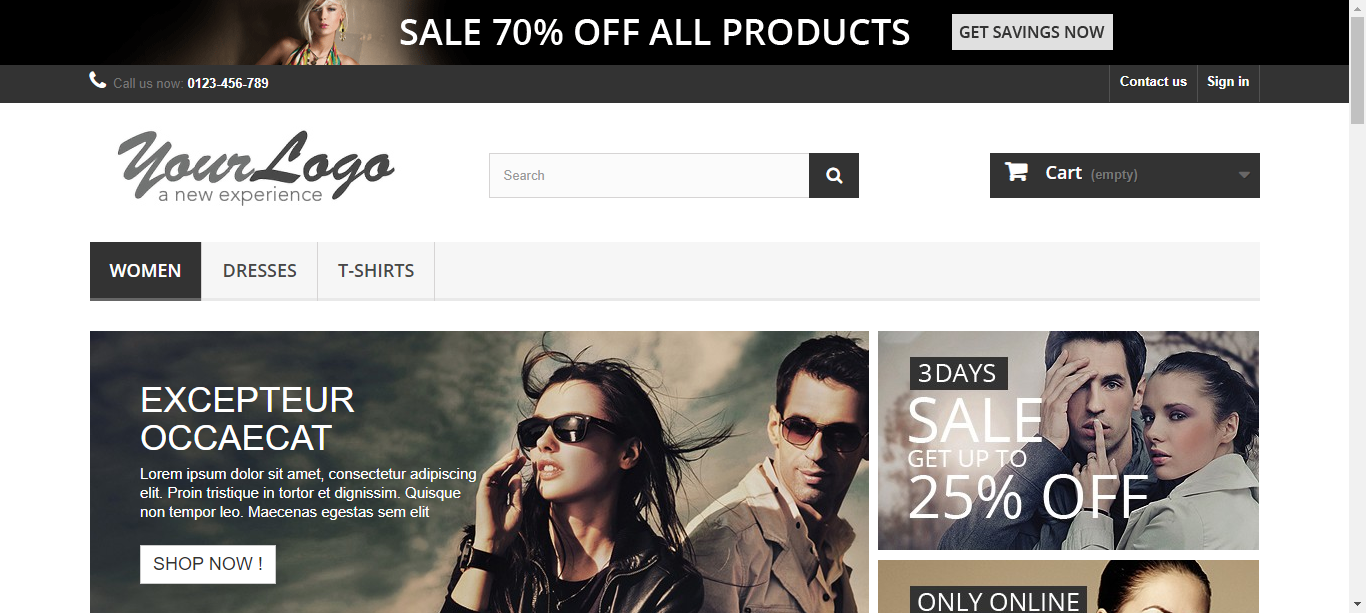 SALE 70% OFF ALL PRODUCTS
GET SAVINGS NOW
Call us now: 0123-456-789
Contact us
Sign in
YourLogo
a new experience
Search
Cart (empty)
WOMEN
DRESSES
T-SHIRTS
EXCEPTEUR
OCCAECAT
Lorem ipsum dolor sit amet, consectetur adipiscing
elit. Proin tristique in tortor et dignissim. Quisque
non tempor leo. Maecenas egestas sem elit
SHOP NOW !
3 DAYS
SALE
GET UP TO
25% OFF
ONLY ONLINE